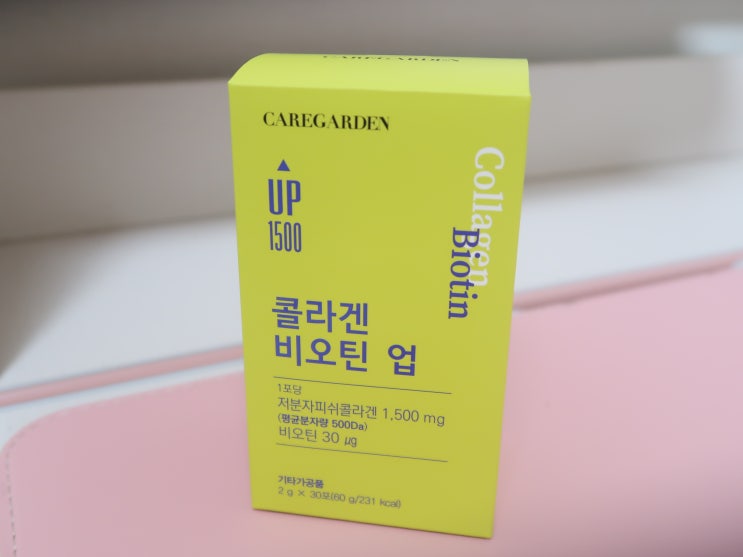 CAREGARDEN
CAREGARDEN
▲
UP
1500
Collagen
Biotin
콜라겐
비오틴 업
1포당
저분자피쉬콜라겐 1,500 mg
(평균분자량 500Da)
비오틴 30 ㎍
기타가공품
2 g × 30포(60 g/231 kcal)